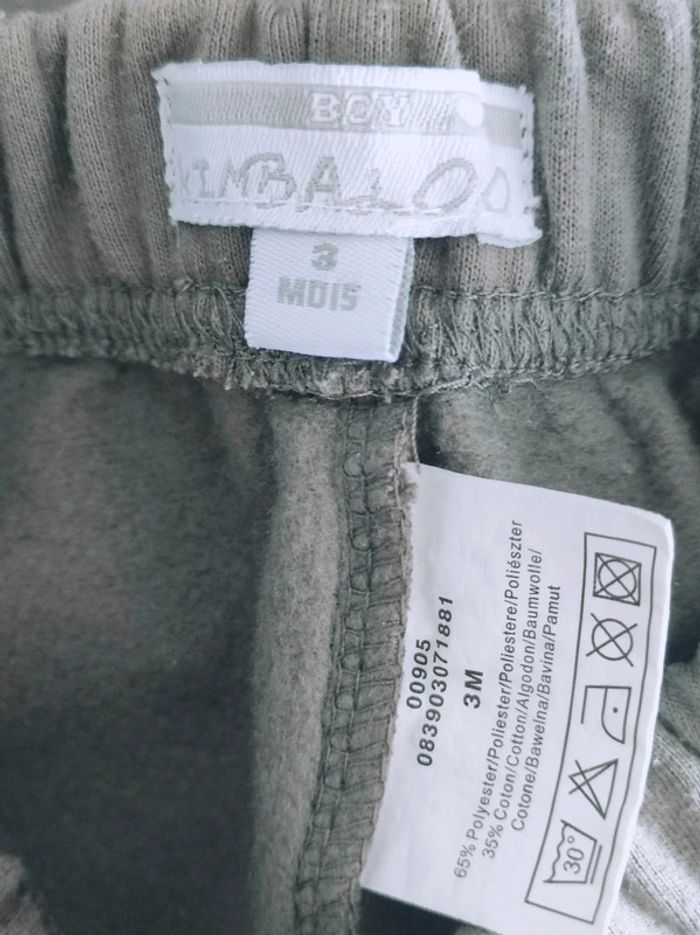 BOY
KIMBALOO
3
MOIS
00905
083903071881
3M
65% Polyester/Poliester/Poliestere/Poliészter
35% Coton/Cotton/Algodon/Baumwolle/
Cotone/Bawelna/Bavina/Pamut
30°